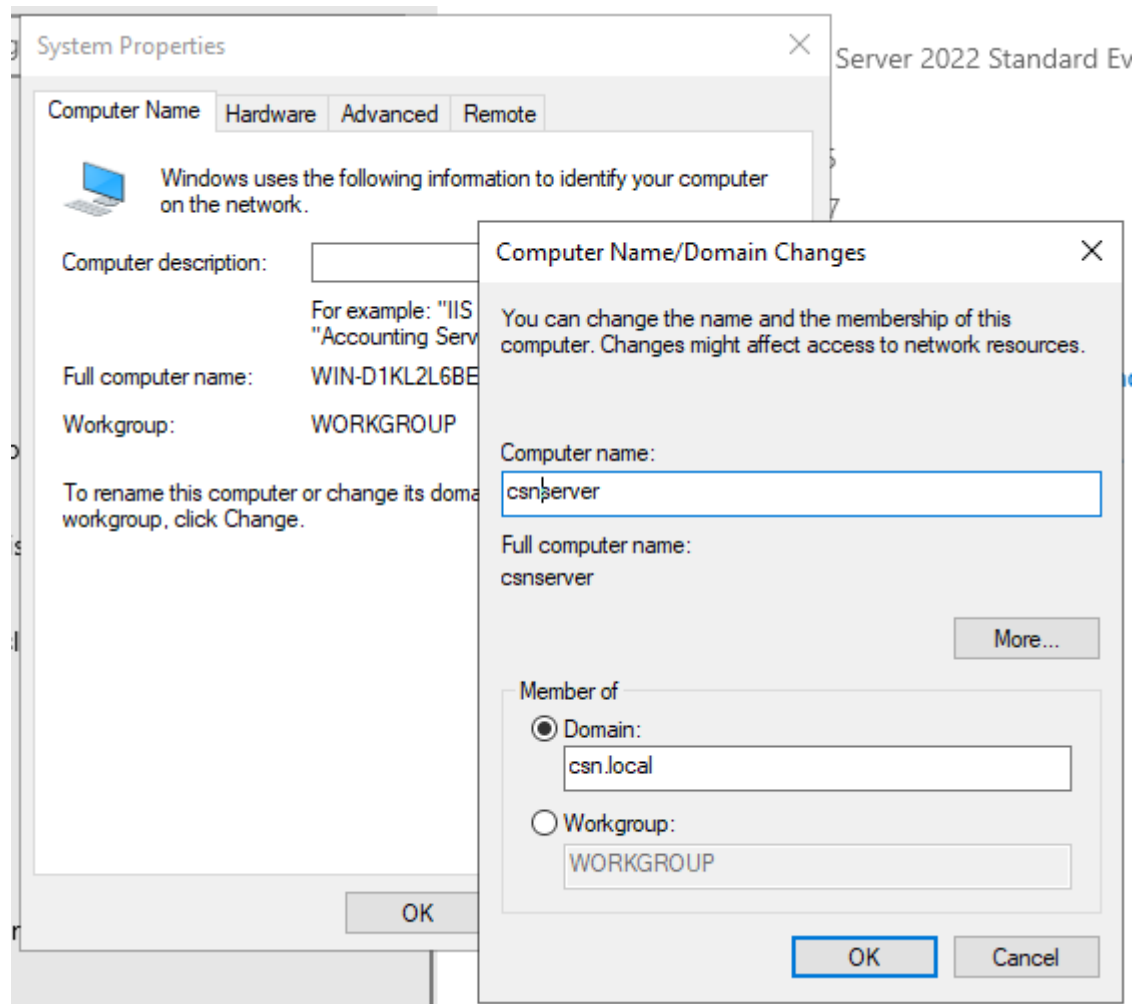 System Properties
Server 2022 Standard Ev
Computer Name
Hardware
Advanced
Remote
Windows uses the following information to identify your computer
on the network.
Computer description:
For example: "IIS
"Accounting Serv
Full computer name:
WIN-D1KL2L6BE
Workgroup:
WORKGROUP
To rename this computer or change its doma
workgroup, click Change.
OK
Computer Name/Domain Changes
You can change the name and the membership of this
computer. Changes might affect access to network resources.
Computer name:
csnserver
Full computer name:
csnserver
More...
Member of
Domain:
csn.local
Workgroup:
WORKGROUP
OK
Cancel